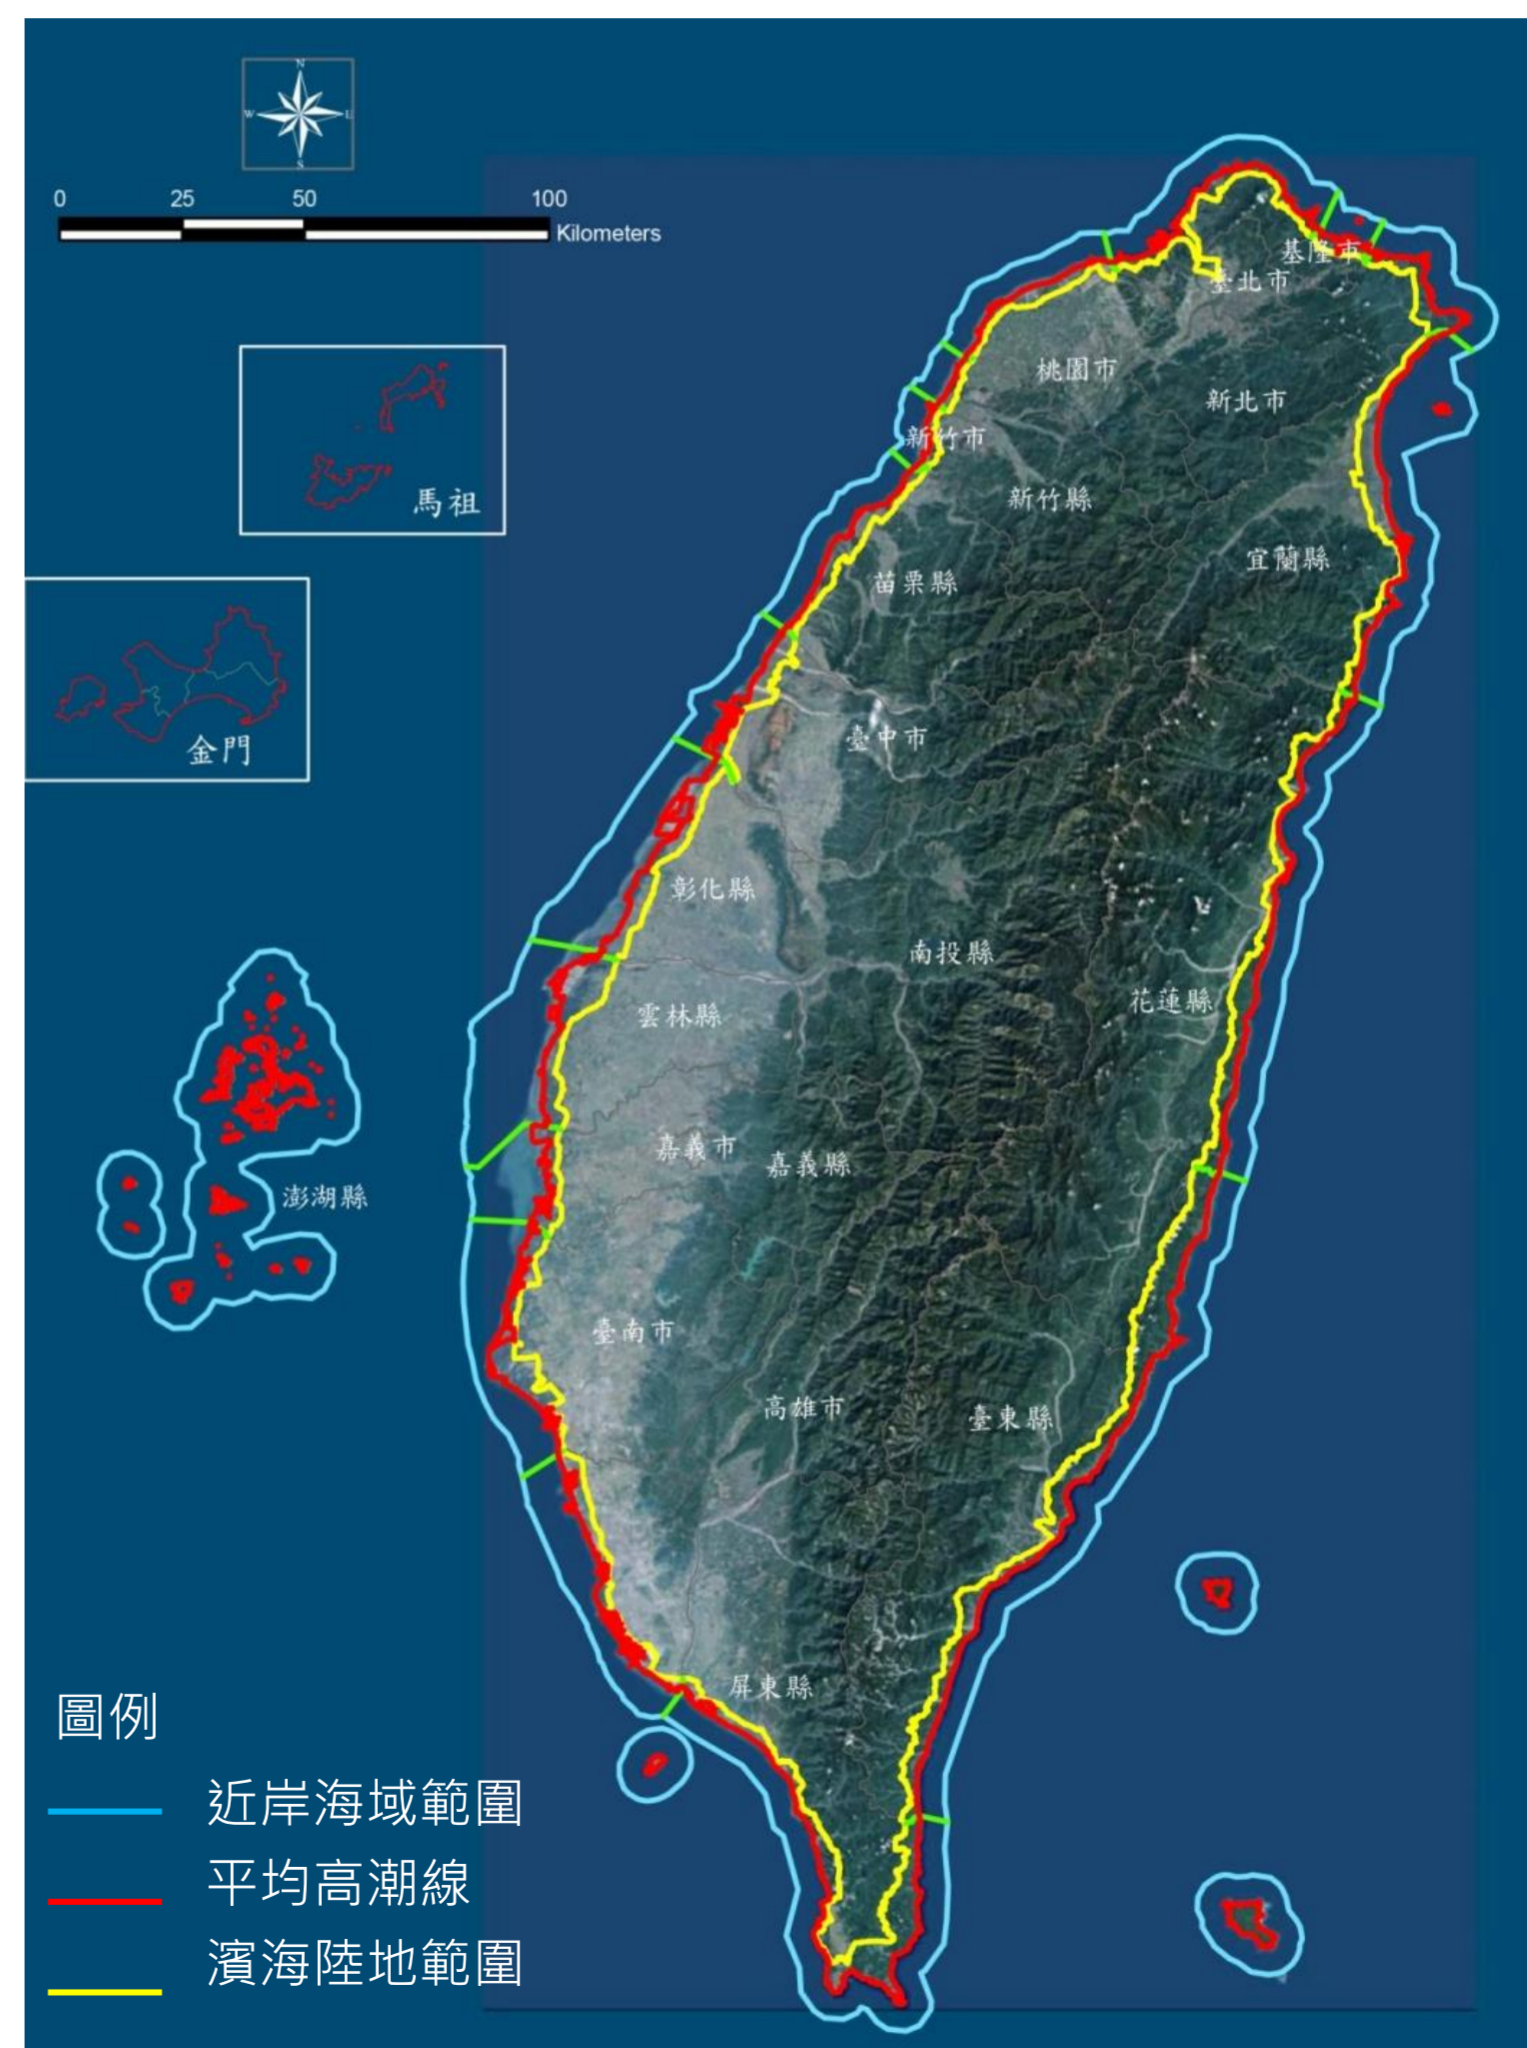 N
W E
S
0 25 50 100
Kilometers
基隆市
臺北市
桃園市
新北市
新竹市
馬祖
新竹縣
宜蘭縣
苗栗縣
金門
臺中市
彰化縣
南投縣
花蓮縣
雲林縣
嘉義市
嘉義縣
澎湖縣
臺南市
高雄市
臺東縣
屏東縣
圖例
近岸海域範圍
平均高潮線
濱海陸地範圍